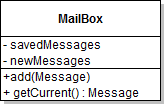 MailBox
- savedMessages
- newMessages
+add(Message)
+ getCurrent() : Message